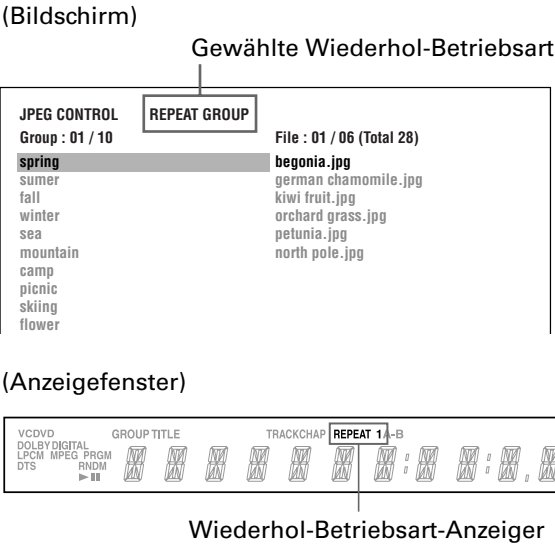 (Bildschirm)
Gewählte Wiederhol-Betriebsart
JPEG CONTROL REPEAT GROUP
Group : 01 / 10 File : 01 / 06 (Total 28)
spring begonia.jpg
sumer german chamomile.jpg
fall kiwi fruit.jpg
winter orchard grass.jpg
sea petunia.jpg
mountain north pole.jpg
camp
picnic
skiing
flower
(Anzeigefenster)
VCDVD GROUP TITLE TRACKCHAP REPEAT 1 A-B
DOLBY DIGITAL
LPCM MPEG PRGM
DTS RNDM
Wiederhol-Betriebsart-Anzeiger